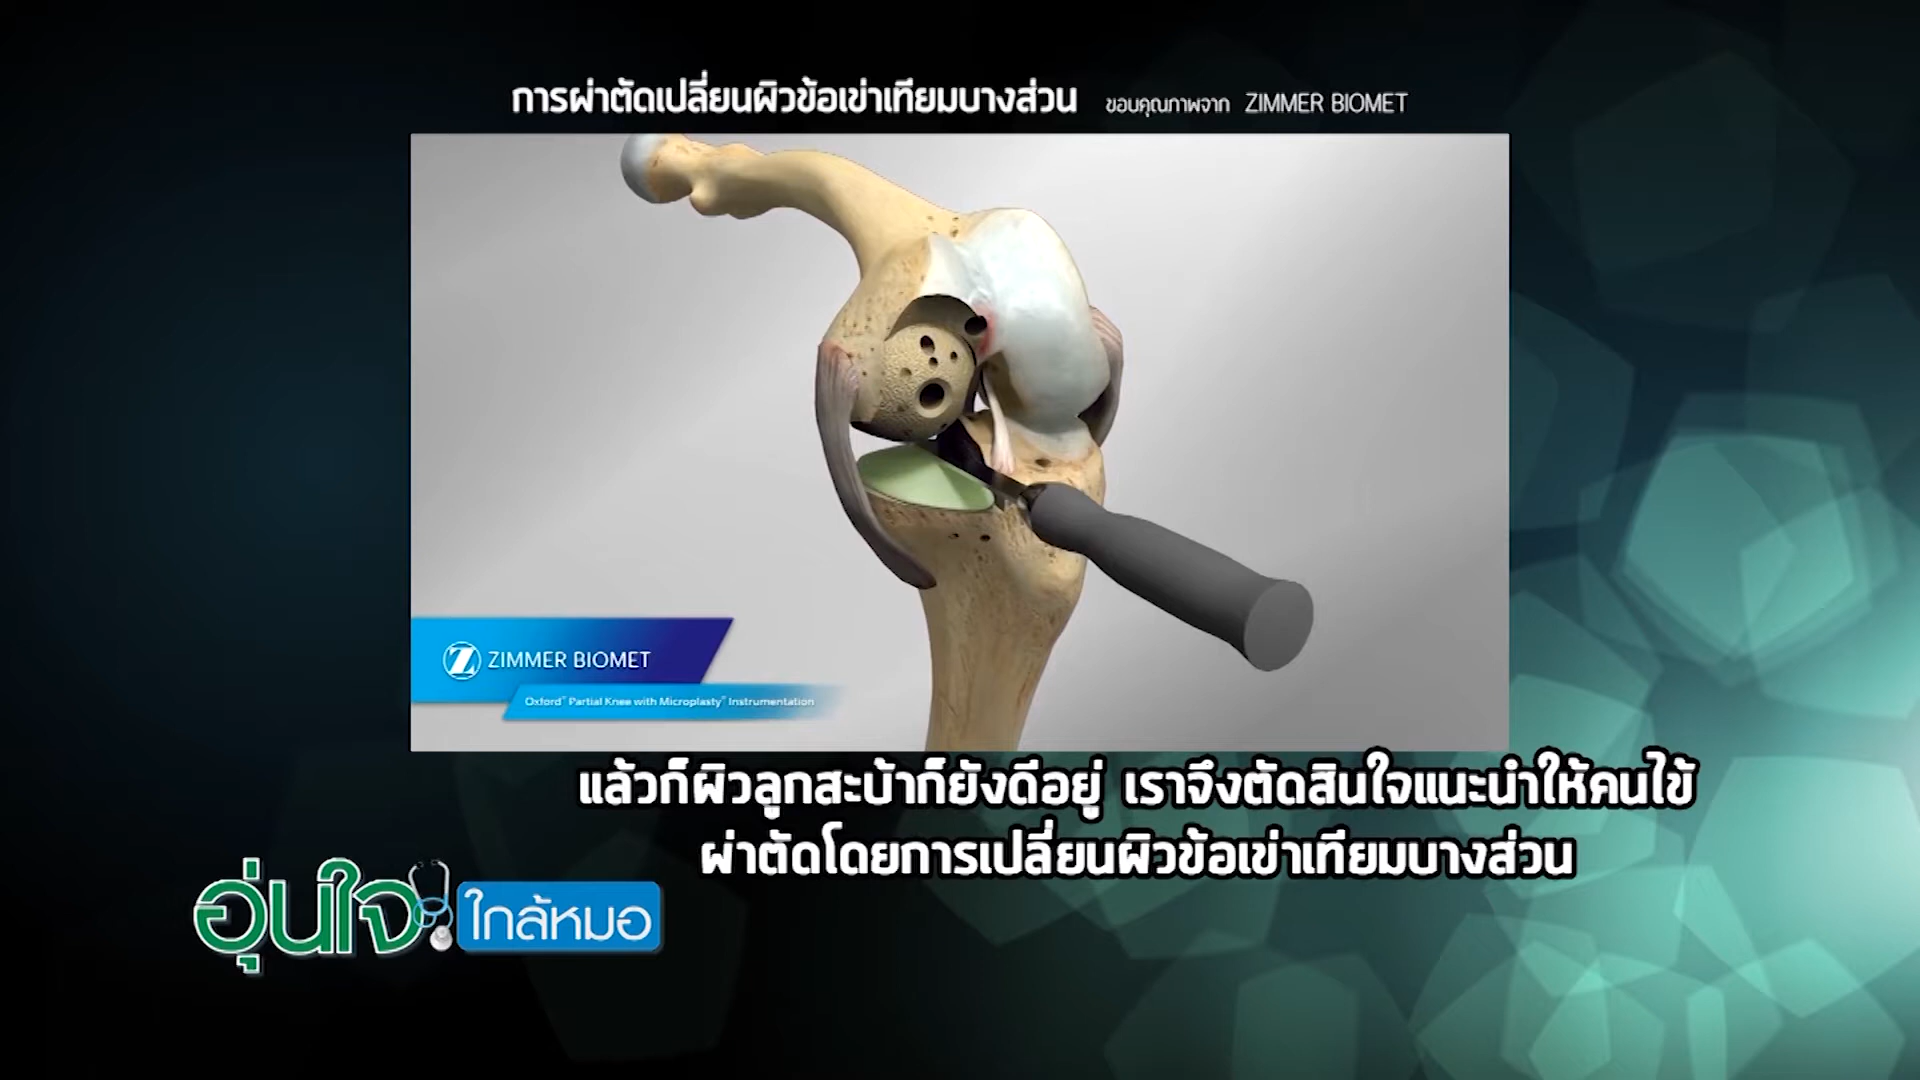 การผ่าตัดเปลี่ยนผิวข้อเข่าเทียมบางส่วน ขอบคุณภาพจาก ZIMMER BIOMET
Z ZIMMER BIOMET
Oxford® Partial Knee with Microplasty® Instrumentation
แล้วก็ผิวลูกสะบ้าก็ยังดีอยู่ เราจึงตัดสินใจแนะนำให้คนไข้
ผ่าตัดโดยการเปลี่ยนผิวข้อเข่าเทียมบางส่วน
อุ่นใจ ใกล้หมอ